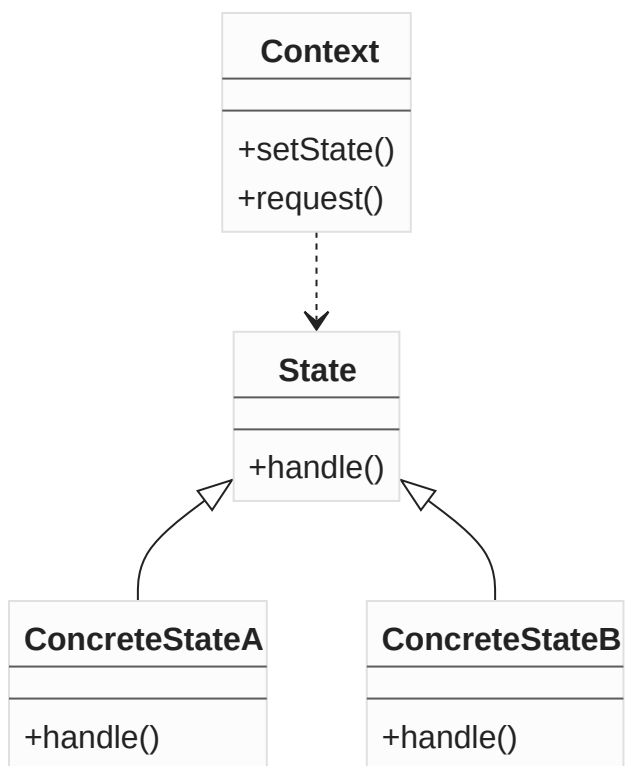 Context
+setState()
+request()
State
+handle()
ConcreteStateA
ConcreteStateB
+handle()
+handle()